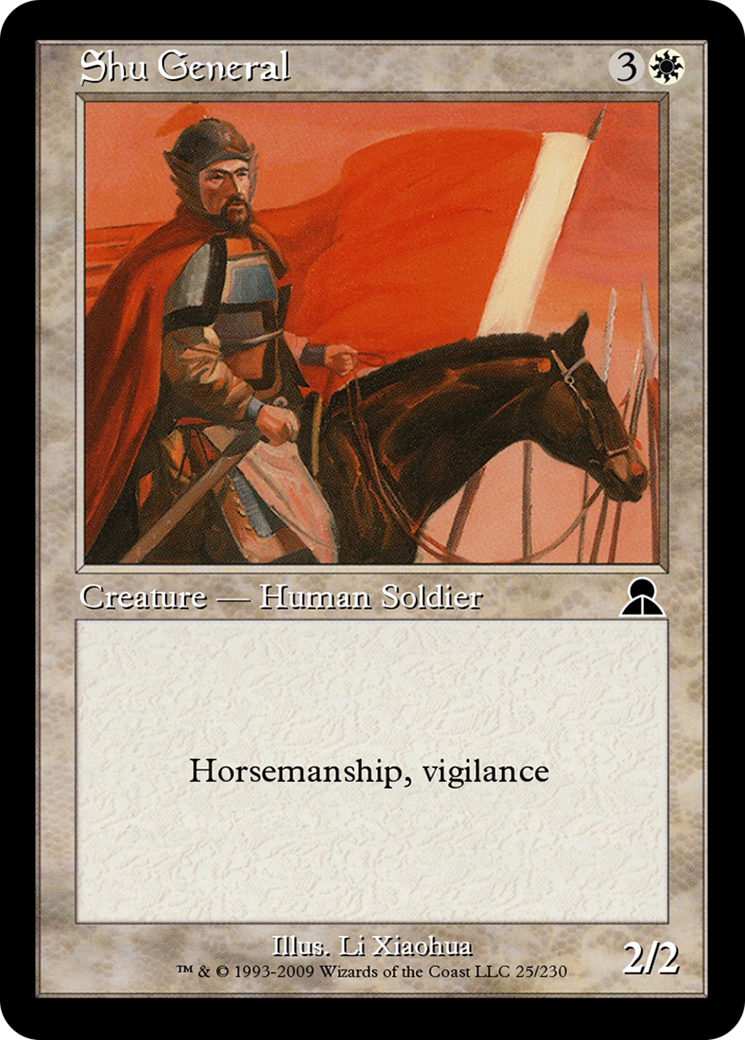 Shu General
3
Creature — Human Soldier
Horsemanship, vigilance
Illus. Li Xiaohua
™ & © 1993-2009 Wizards of the Coast LLC 25/230
2/2